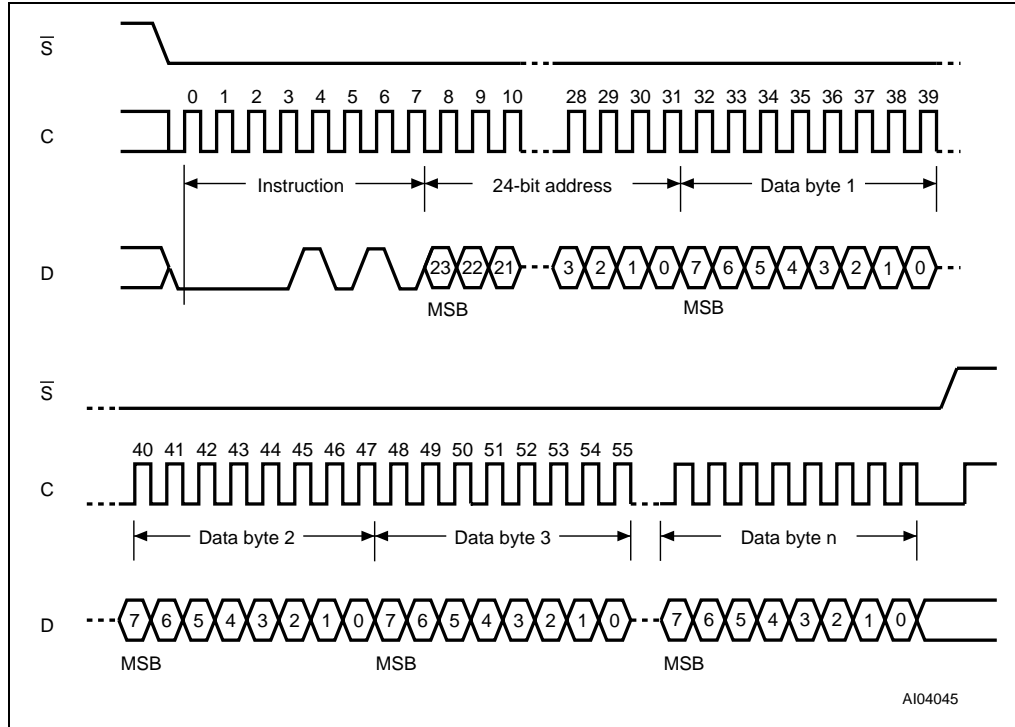 S
0 1 2 3 4 5 6 7 8 9 10 28 29 30 31 32 33 34 35 36 37 38 39
C
Instruction 24-bit address Data byte 1
D 23 22 21 3 2 1 0 7 6 5 4 3 2 1 0
MSB MSB
S
40 41 42 43 44 45 46 47 48 49 50 51 52 53 54 55
C
Data byte 2 Data byte 3 Data byte n
D 7 6 5 4 3 2 1 0 7 6 5 4 3 2 1 0 7 6 5 4 3 2 1 0
MSB MSB MSB
AI04045